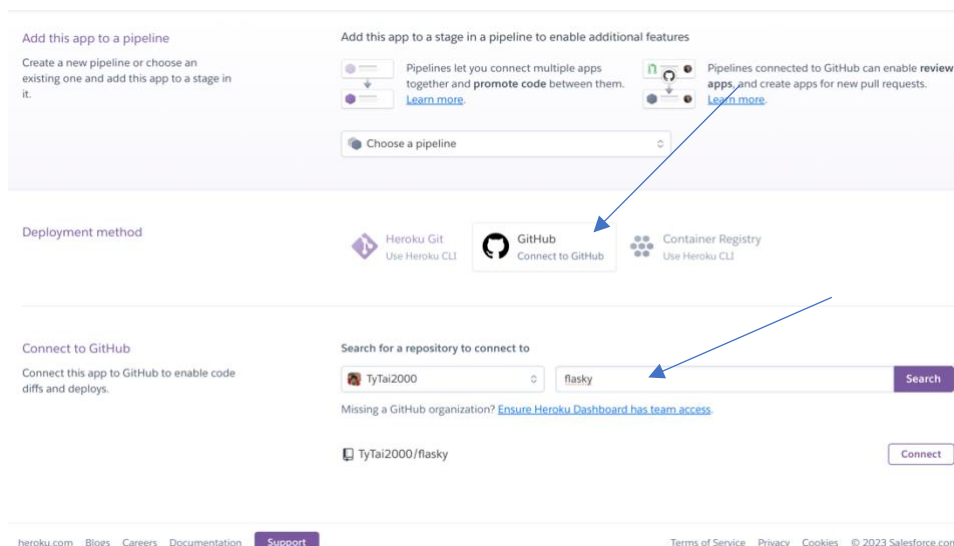 Add this app to a pipeline
Create a new pipeline or choose an
existing one and add this app to a stage in
it.
Add this app to a stage in a pipeline to enable additional features
Pipelines let you connect multiple apps
together and promote code between them.
Learn more.
Pipelines connected to GitHub can enable review
apps, and create apps for new pull requests.
Learn more.
Choose a pipeline
Deployment method
Heroku Git
Use Heroku CLI
GitHub
Connect to GitHub
Container Registry
Use Heroku CLI
Connect to GitHub
Connect this app to GitHub to enable code
diffs and deploys.
Search for a repository to connect to
TyTai2000
flasky
Search
Missing a GitHub organization? Ensure Heroku Dashboard has team access.
TyTai2000/flasky
Connect
heroku.com Blogs Careers Documentation Support
Terms of Service Privacy Cookies © 2023 Salesforce.com